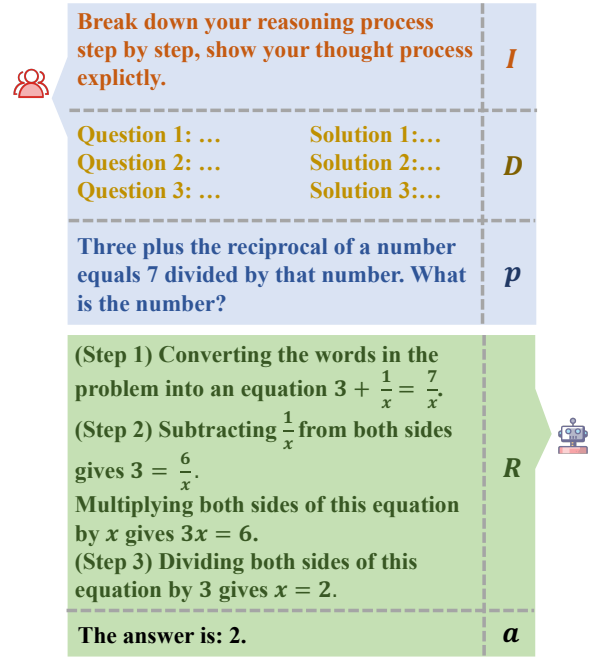 Break down your reasoning process
step by step, show your thought process
explictly.
I
Question 1: … Solution 1:…
Question 2: … Solution 2:…
Question 3: … Solution 3:…
D
Three plus the reciprocal of a number
equals 7 divided by that number. What
is the number?
p
(Step 1) Converting the words in the
problem into an equation 3 + 1/x = 7/x.
(Step 2) Subtracting 1/x from both sides
gives 3 = 6/x.
Multiplying both sides of this equation
by x gives 3x = 6.
(Step 3) Dividing both sides of this
equation by 3 gives x = 2.
R
The answer is: 2.
a